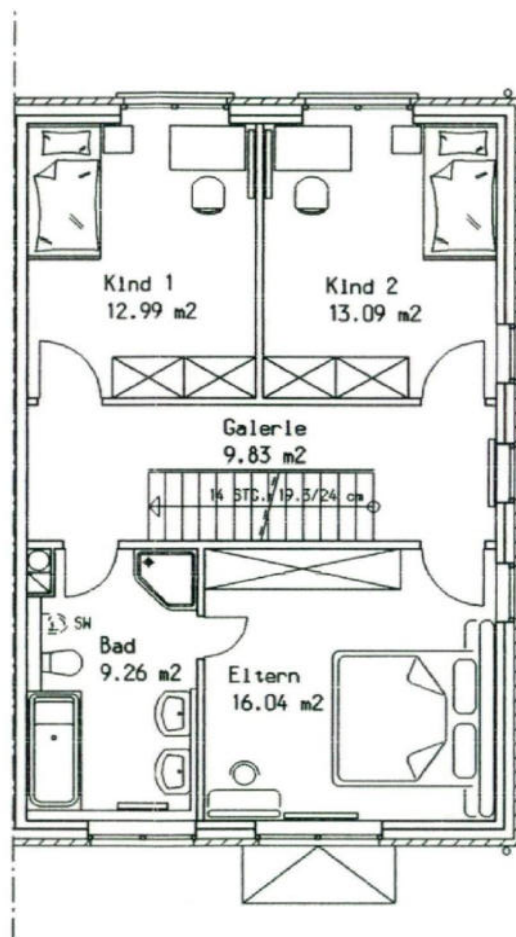 Kind 1
12.99 m2
Kind 2
13.09 m2
Galerie
9.83 m2
14 STG. 19.3/24 cm
SW
Bad
9.26 m2
Eltern
16.04 m2